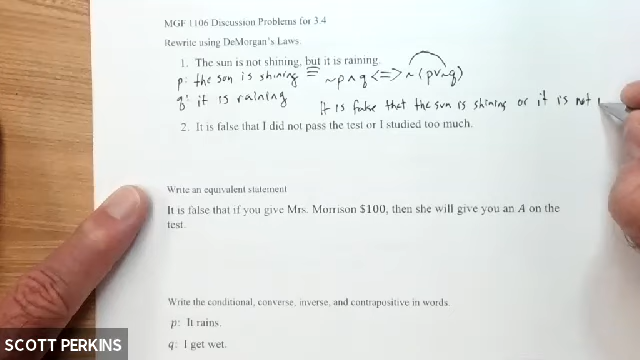 MGF 1106 Discussion Problems for 3.4
Rewrite using DeMorgan's Laws.
1. The sun is not shining, but it is raining.
p: the sun is shining ~p∧q <=> ~(p∨~q)
q: it is raining It is false that the sun is shining or it is not
2. It is false that I did not pass the test or I studied too much.
Write an equivalent statement
It is false that if you give Mrs. Morrison $100, then she will give you an A on the
test.
Write the conditional, converse, inverse, and contrapositive in words.
p: It rains.
q: I get wet.
SCOTT PERKINS